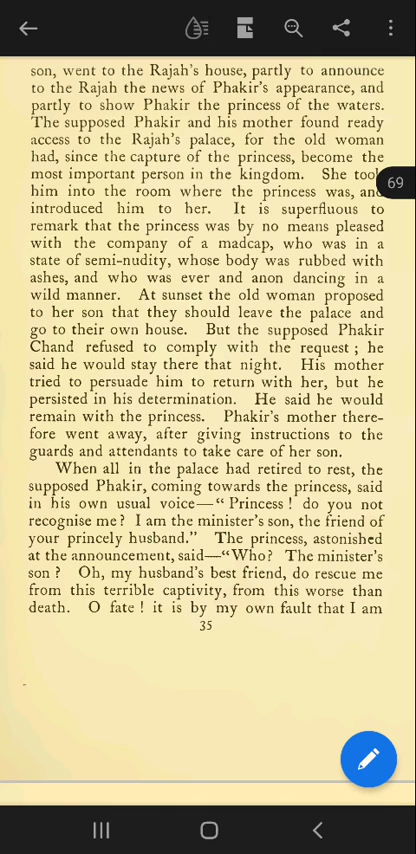 69
son, went to the Rajah's house, partly to announce
to the Rajah the news of Phakir's appearance, and
partly to show Phakir the princess of the waters.
The supposed Phakir and his mother found ready
access to the Rajah's palace, for the old woman
had, since the capture of the princess, become the
most important person in the kingdom. She took
him into the room where the princess was, and
introduced him to her. It is superfluous to
remark that the princess was by no means pleased
with the company of a madcap, who was in a
state of semi-nudity, whose body was rubbed with
ashes, and who was ever and anon dancing in a
wild manner. At sunset the old woman proposed
to her son that they should leave the palace and
go to their own house. But the supposed Phakir
Chand refused to comply with the request ; he
said he would stay there that night. His mother
tried to persuade him to return with her, but he
persisted in his determination. He said he would
remain with the princess. Phakir's mother there-
fore went away, after giving instructions to the
guards and attendants to take care of her son.
When all in the palace had retired to rest, the
supposed Phakir, coming towards the princess, said
in his own usual voice—“ Princess ! do you not
recognise me? I am the minister's son, the friend of
your princely husband.” The princess, astonished
at the announcement, said—“Who? The minister's
son ? Oh, my husband's best friend, do rescue me
from this terrible captivity, from this worse than
death. O fate ! it is by my own fault that I am
35